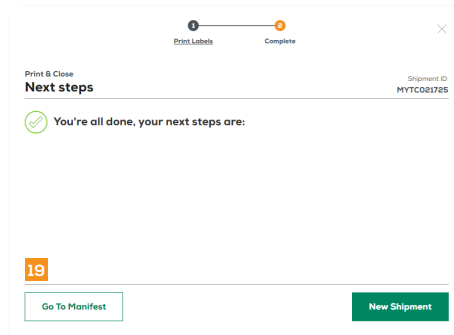 1
2
Print Labels
Complete
Print & Close
Next steps
Shipment ID
MYTC021725
You're all done, your next steps are:
19
Go To Manifest
New Shipment